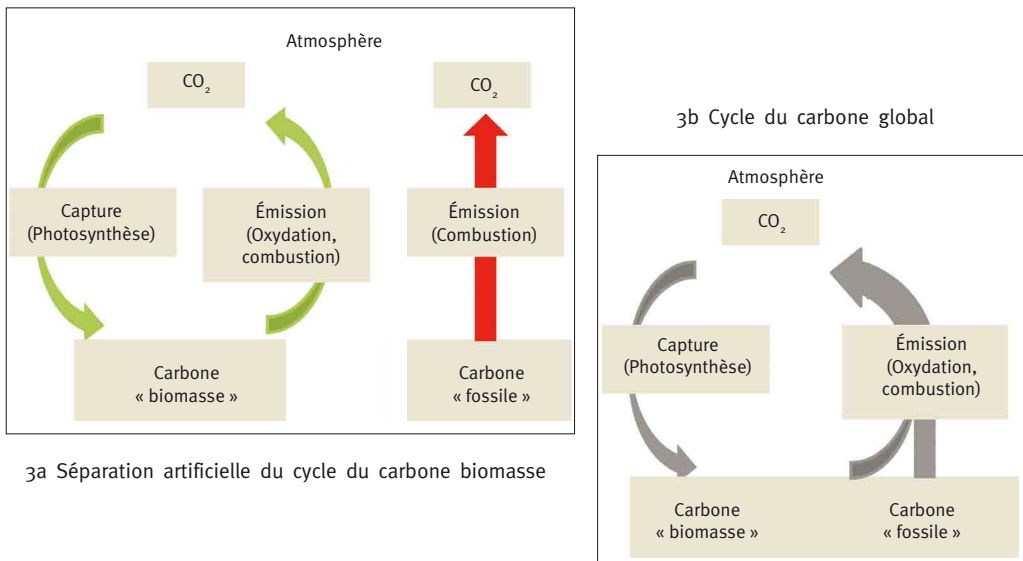 Atmosphère
CO₂
CO₂
Capture
(Photosynthèse)
Émission
(Oxydation,
combustion)
Émission
(Combustion)
Carbone
« biomasse »
Carbone
« fossile »
3a Séparation artificielle du cycle du carbone biomasse
3b Cycle du carbone global
Atmosphère
CO₂
Capture
(Photosynthèse)
Émission
(Oxydation,
combustion)
Carbone
« biomasse »
Carbone
« fossile »